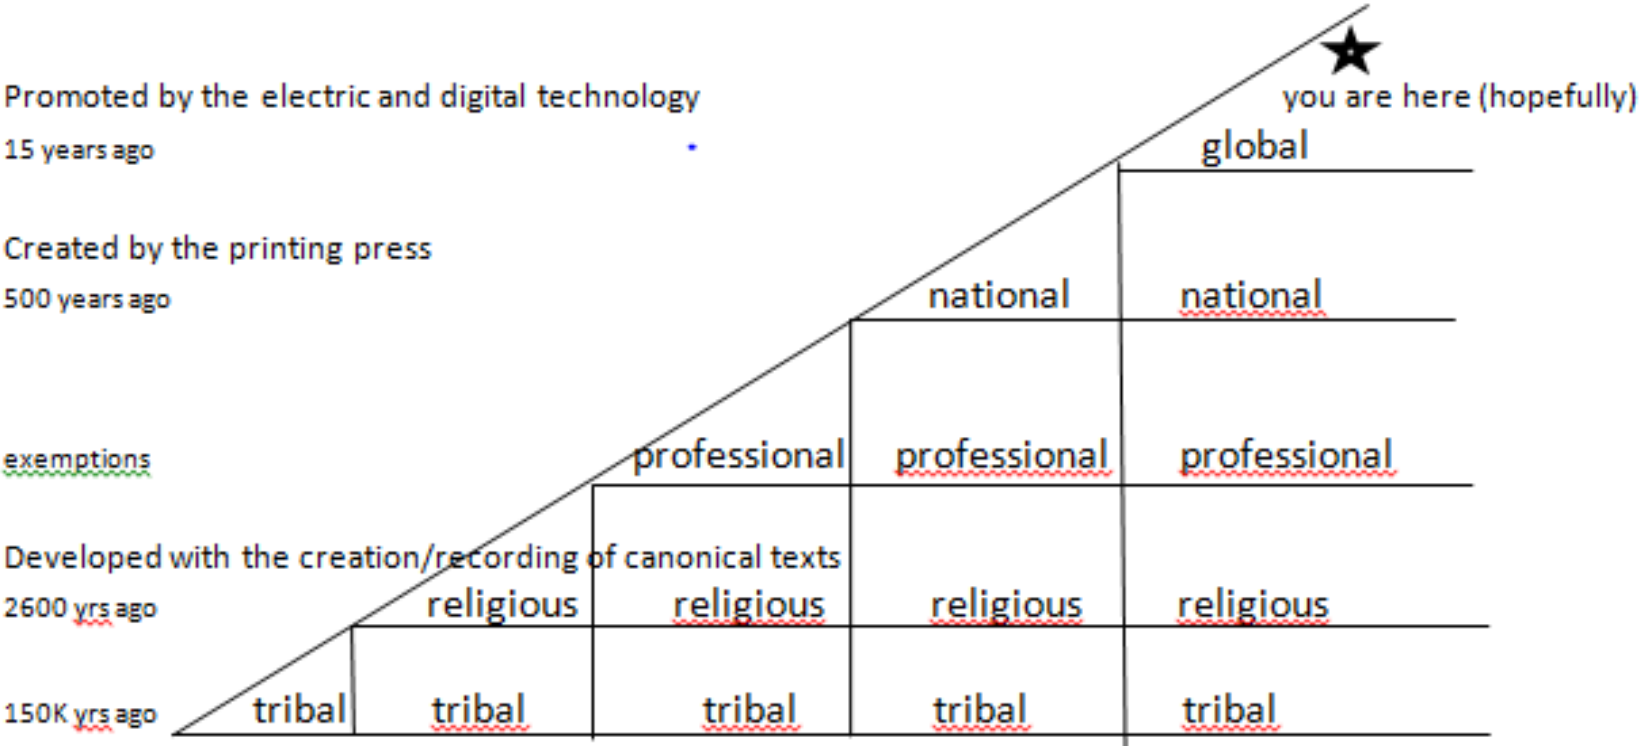 Promoted by the electric and digital technology
you are here (hopefully)
15 years ago
global
Created by the printing press
500 years ago
national national
exemptions
professional professional professional
Developed with the creation/recording of canonical texts
2600 yrs ago
religious religious religious religious
150K yrs ago
tribal tribal tribal tribal tribal